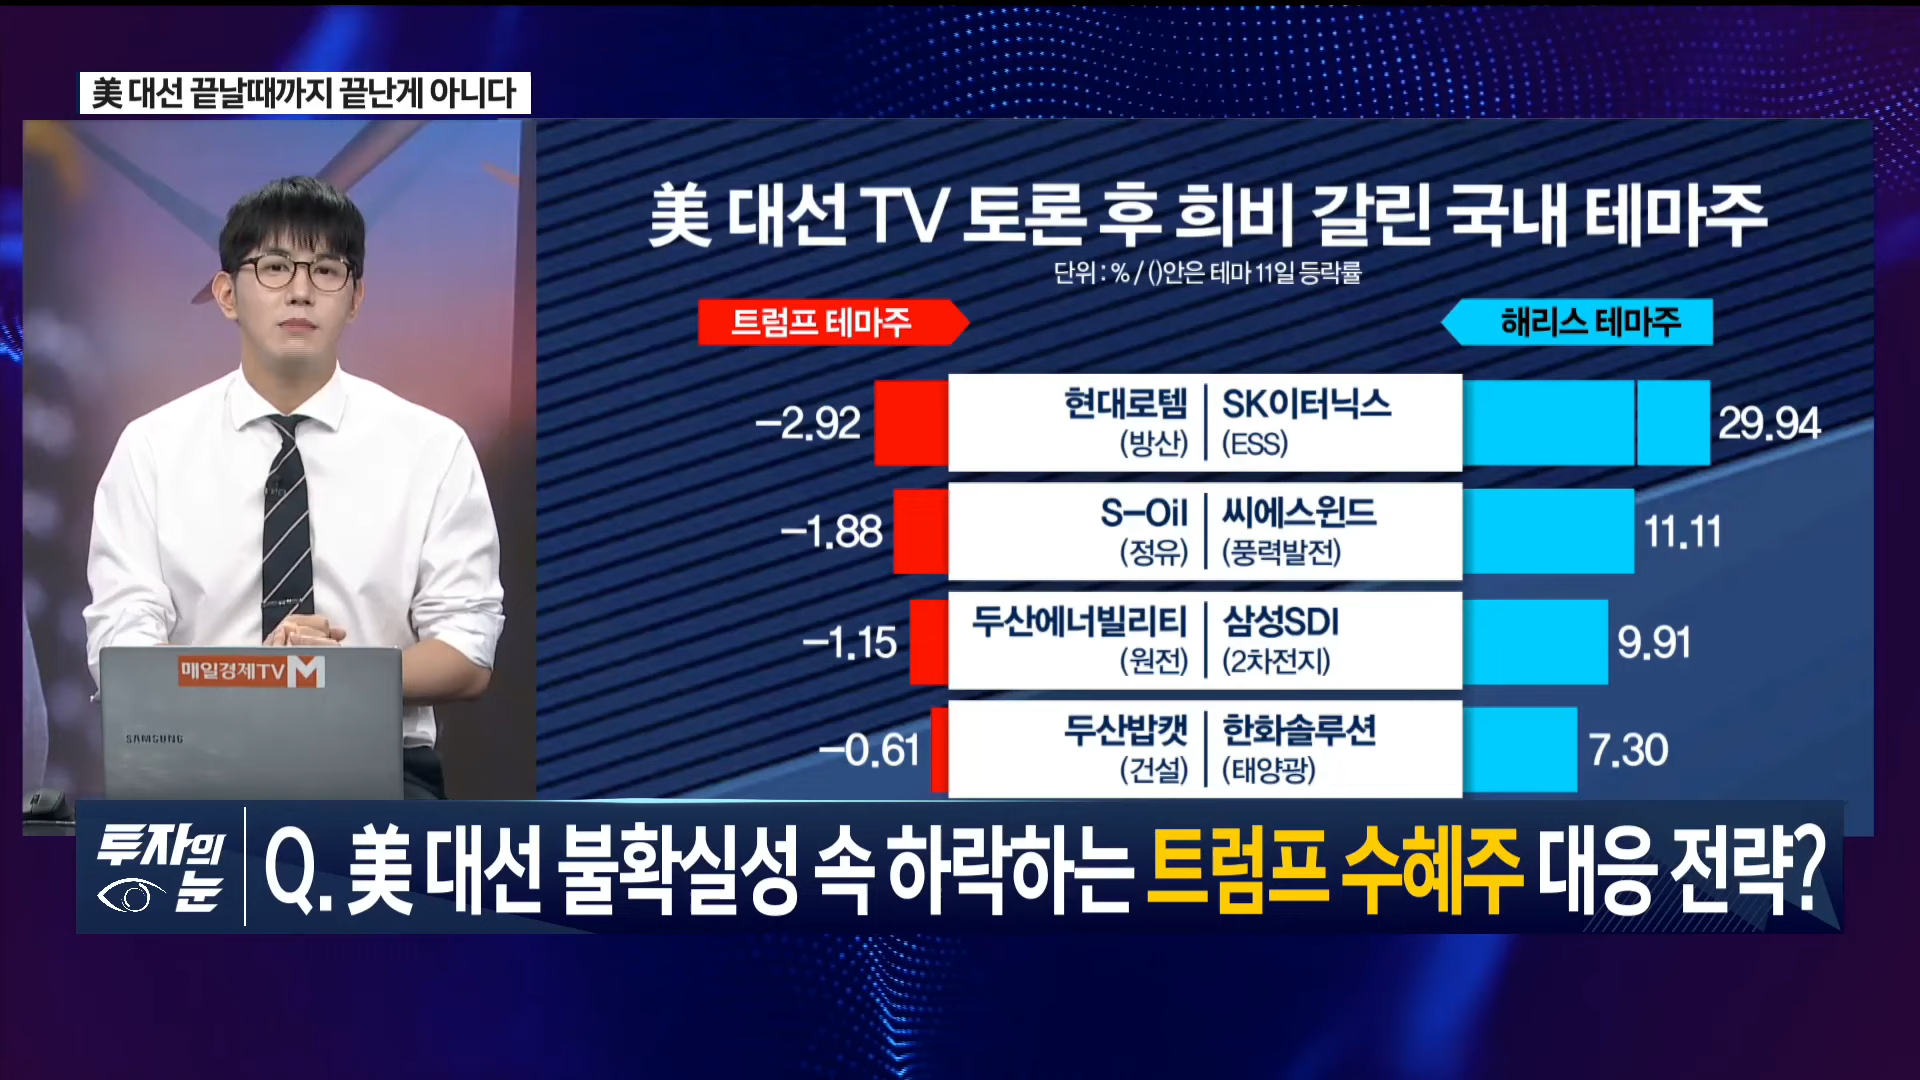 美 대선 끝날때까지 끝난게 아니다
美 대선 TV 토론 후 희비 갈린 국내 테마주
단위 : % / ()안은 테마 11일 등락률
트럼프 테마주
해리스 테마주
-2.92 현대로템 SK이터닉스 29.94
(방산) (ESS)
-1.88 S-Oil 씨에스윈드 11.11
(정유) (풍력발전)
-1.15 두산에너빌리티 삼성SDI 9.91
(원전) (2차전지)
-0.61 두산밥캣 한화솔루션 7.30
(건설) (태양광)
매일경제TV M
SAMSUNG
투자의 눈
Q. 美 대선 불확실성 속 하락하는 트럼프 수혜주 대응 전략?